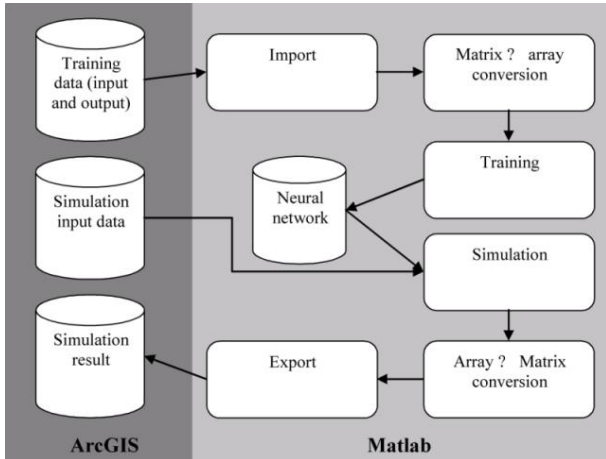 Training
data (input
and output)
Import
Matrix ? array
conversion
Training
Neural
network
Simulation
input data
Simulation
Simulation
result
Export
Array ? Matrix
conversion
ArcGIS
Matlab